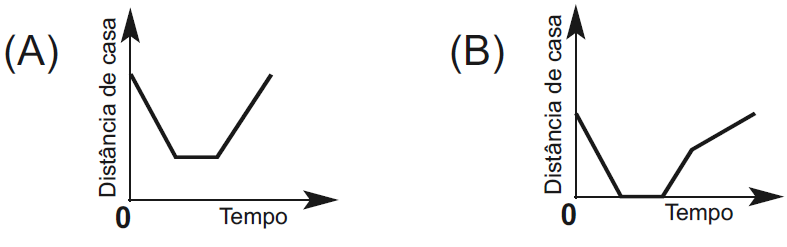 (A)
Distância de casa
0
Tempo
(B)
Distância de casa
0
Tempo